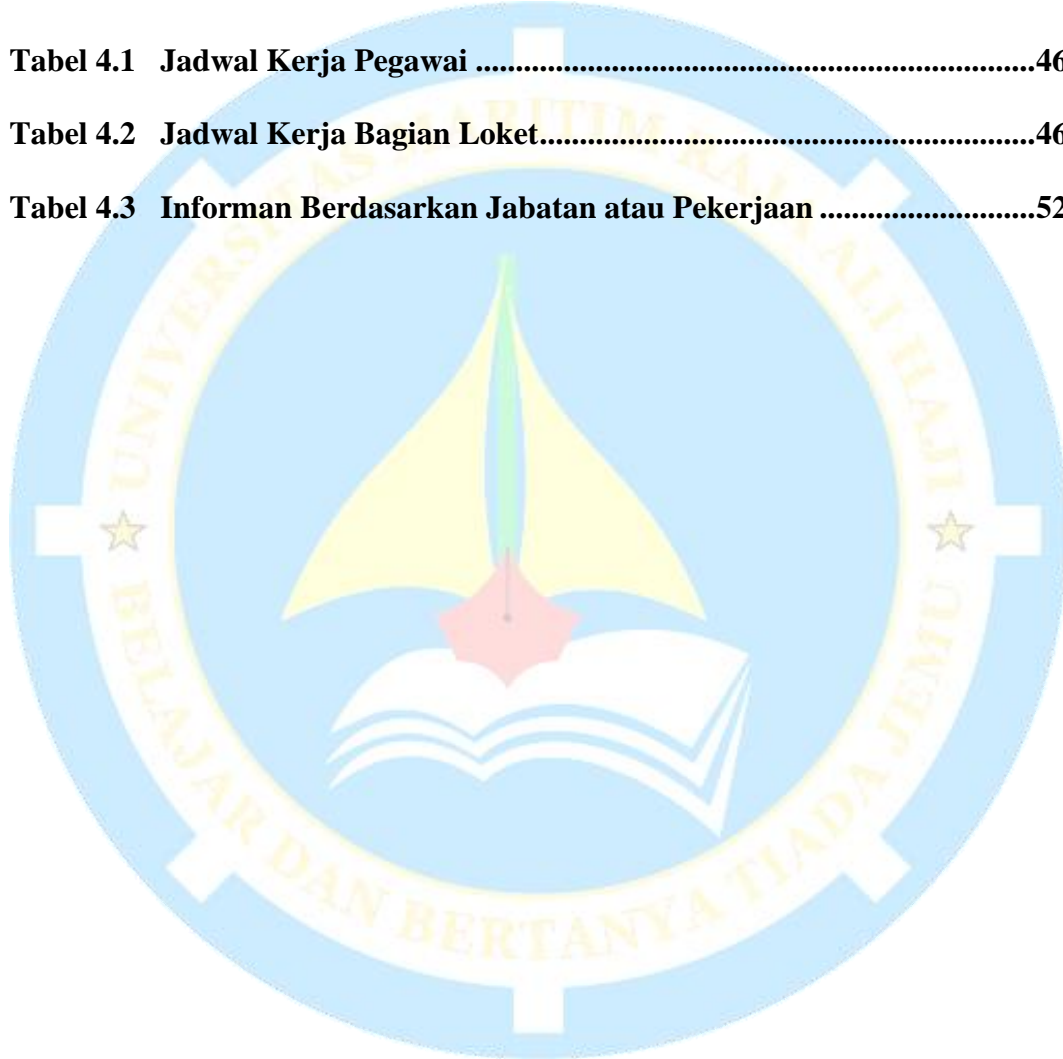 Tabel 4.1 Jadwal Kerja Pegawai ......................................................................46
Tabel 4.2 Jadwal Kerja Bagian Loket..............................................................46
Tabel 4.3 Informan Berdasarkan Jabatan atau Pekerjaan ...........................52
UNIVERSITAS MARITIM RAJA ALI HAJI
BELAJAR DAN BERTANYA TIADA JEMU